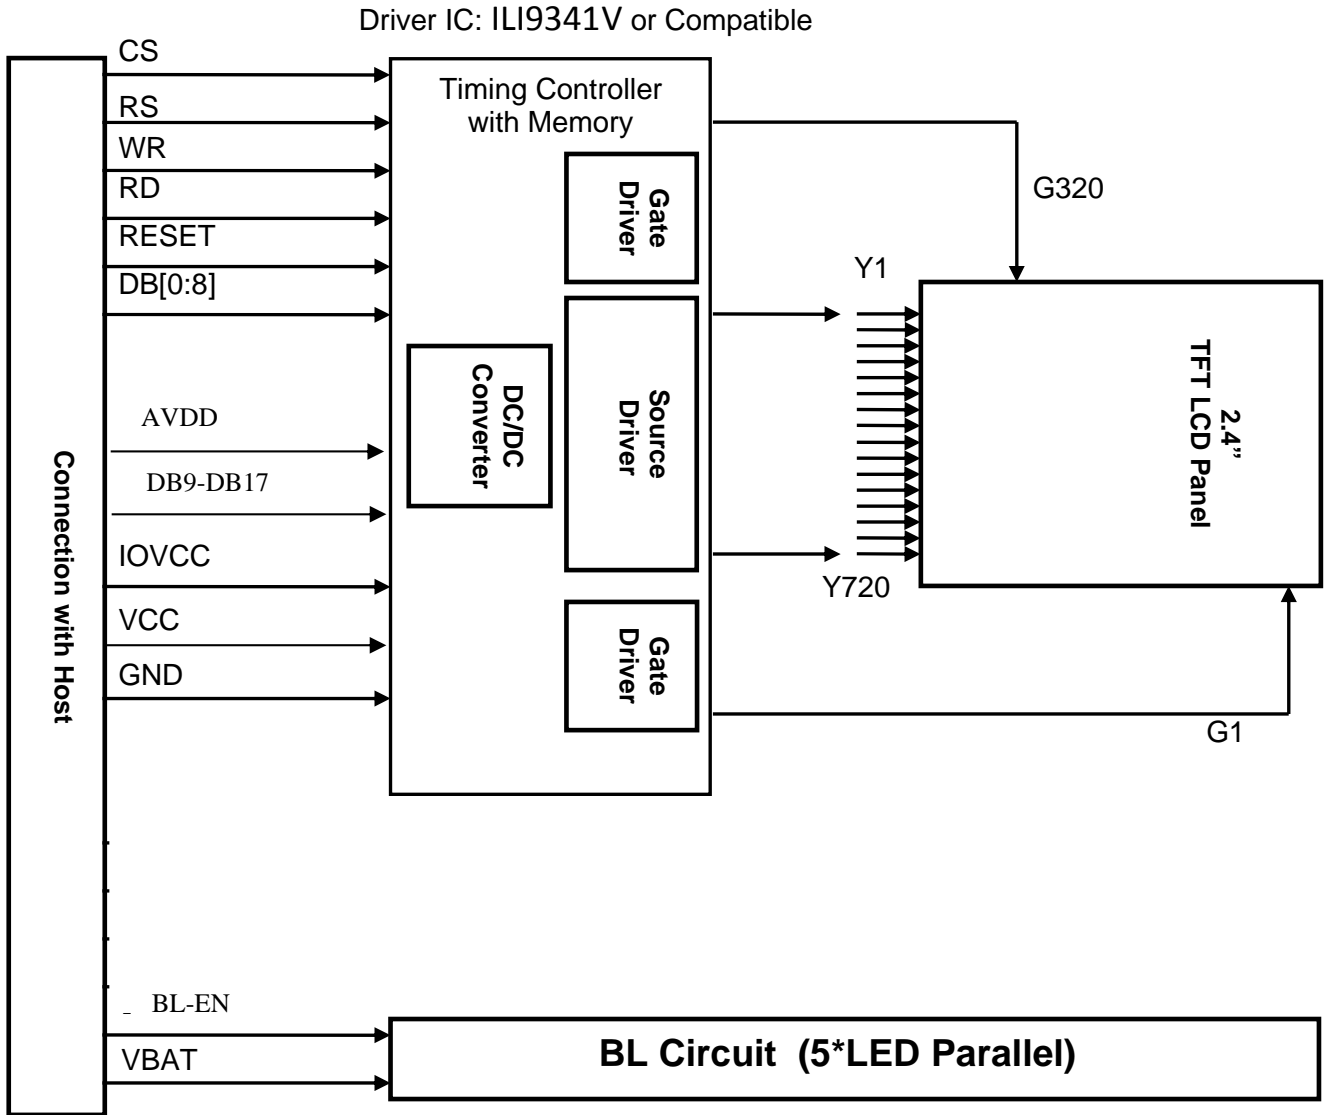 Driver IC: ILI9341V or Compatible
CS
RS
WR
RD
RESET
DB[0:8]
AVDD
DB9-DB17
IOVCC
VCC
GND
Connection with Host
Timing Controller
with Memory
Gate
Driver
DC/DC
Converter
Source
Driver
Gate
Driver
G320
Y1
Y720
2.4”
TFT LCD Panel
G1
_ BL-EN
VBAT
BL Circuit (5*LED Parallel)